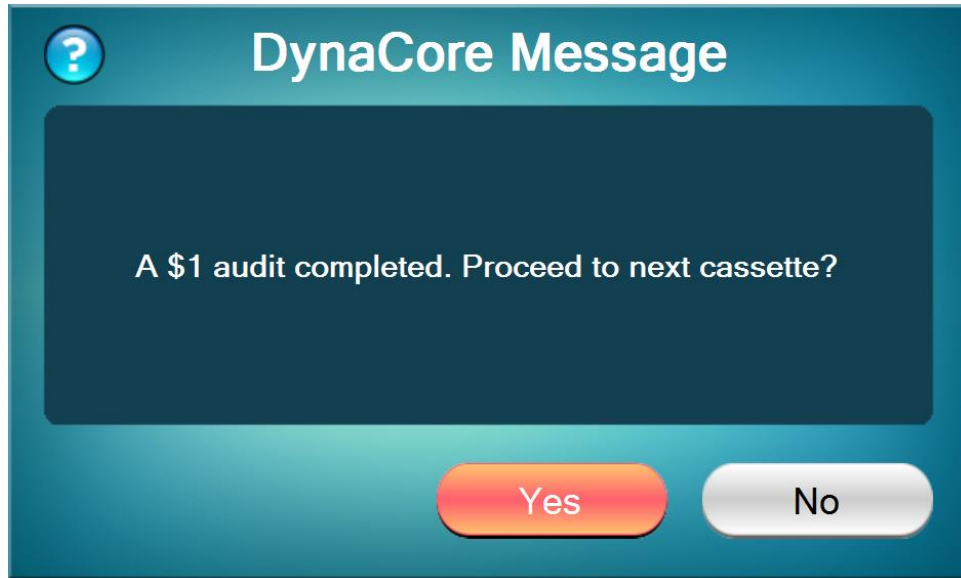 ?
DynaCore Message
A $1 audit completed. Proceed to next cassette?
Yes
No